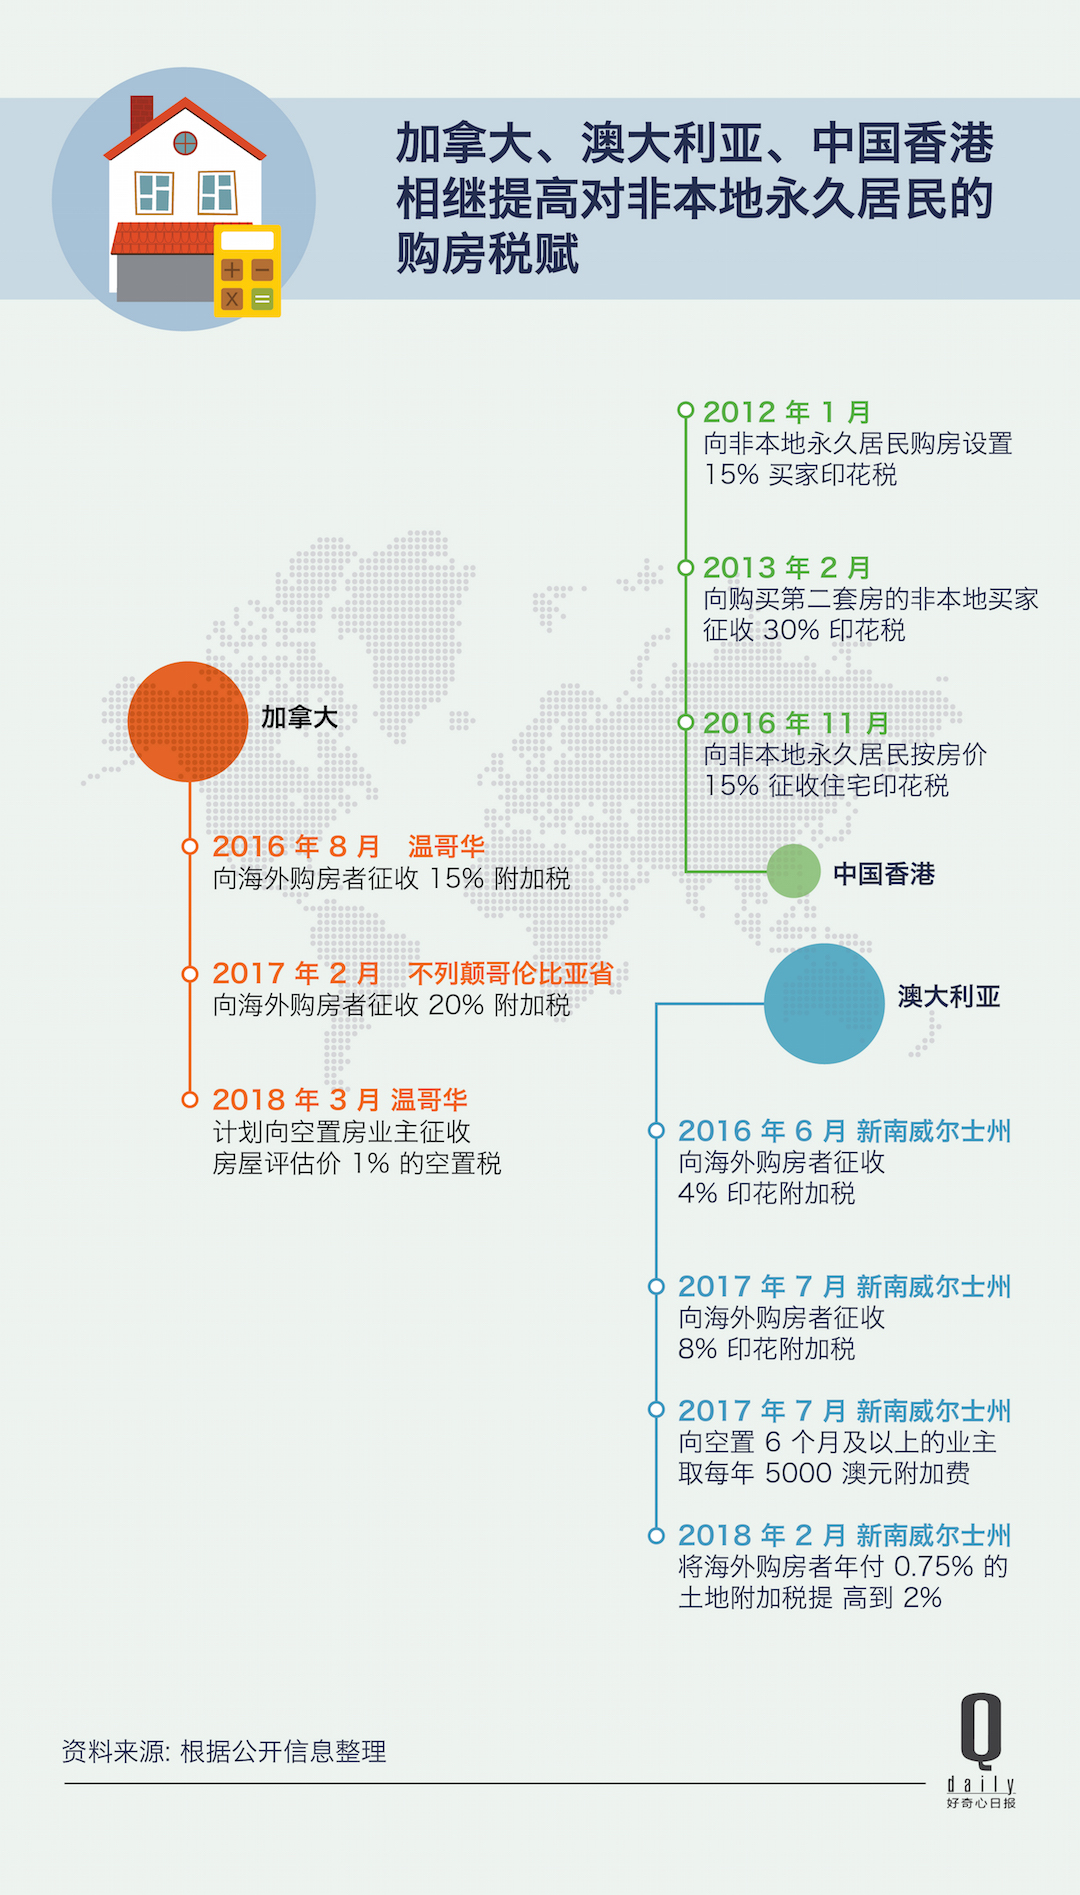 加拿大、澳大利亚、中国香港
相继提高对非本地永久居民的
购房税赋
+ −
X =
2012 年 1 月
向非本地永久居民购房设置
15% 买家印花税
2013 年 2 月
向购买第二套房的非本地买家
征收 30% 印花税
2016 年 11 月
向非本地永久居民按房价
15% 征收住宅印花税
中国香港
加拿大
2016 年 8 月 温哥华
向海外购房者征收 15% 附加税
2017 年 2 月 不列颠哥伦比亚省
向海外购房者征收 20% 附加税
2018 年 3 月 温哥华
计划向空置房业主征收
房屋评估价 1% 的空置税
澳大利亚
2016 年 6 月 新南威尔士州
向海外购房者征收
4% 印花附加税
2017 年 7 月 新南威尔士州
向海外购房者征收
8% 印花附加税
2017 年 7 月 新南威尔士州
向空置 6 个月及以上的业主
取每年 5000 澳元附加费
2018 年 2 月 新南威尔士州
将海外购房者年付 0.75% 的
土地附加税提 高到 2%
资料来源: 根据公开信息整理
Q
daily
好奇心日报